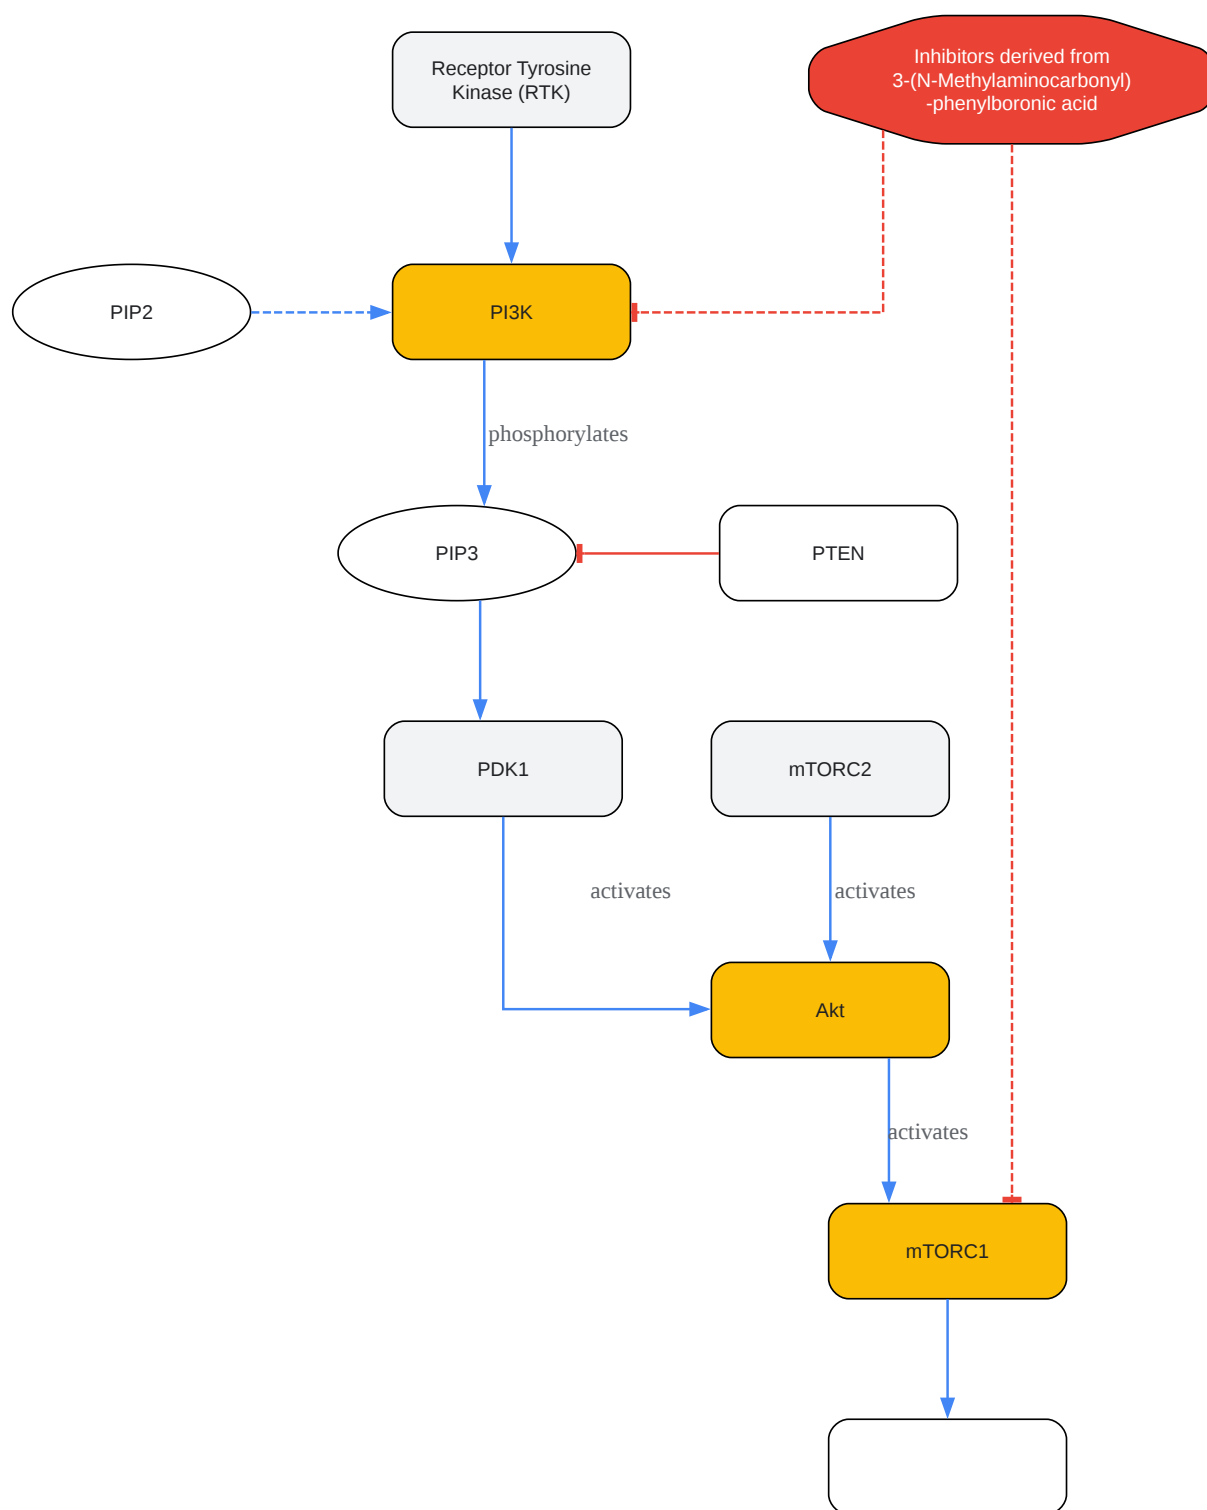 Receptor Tyrosine
Kinase (RTK)
Inhibitors derived from
3-(N-Methylaminocarbonyl)
-phenylboronic acid
PIP2
PI3K
phosphorylates
PIP3
PTEN
PDK1
mTORC2
activates
activates
Akt
activates
mTORC1